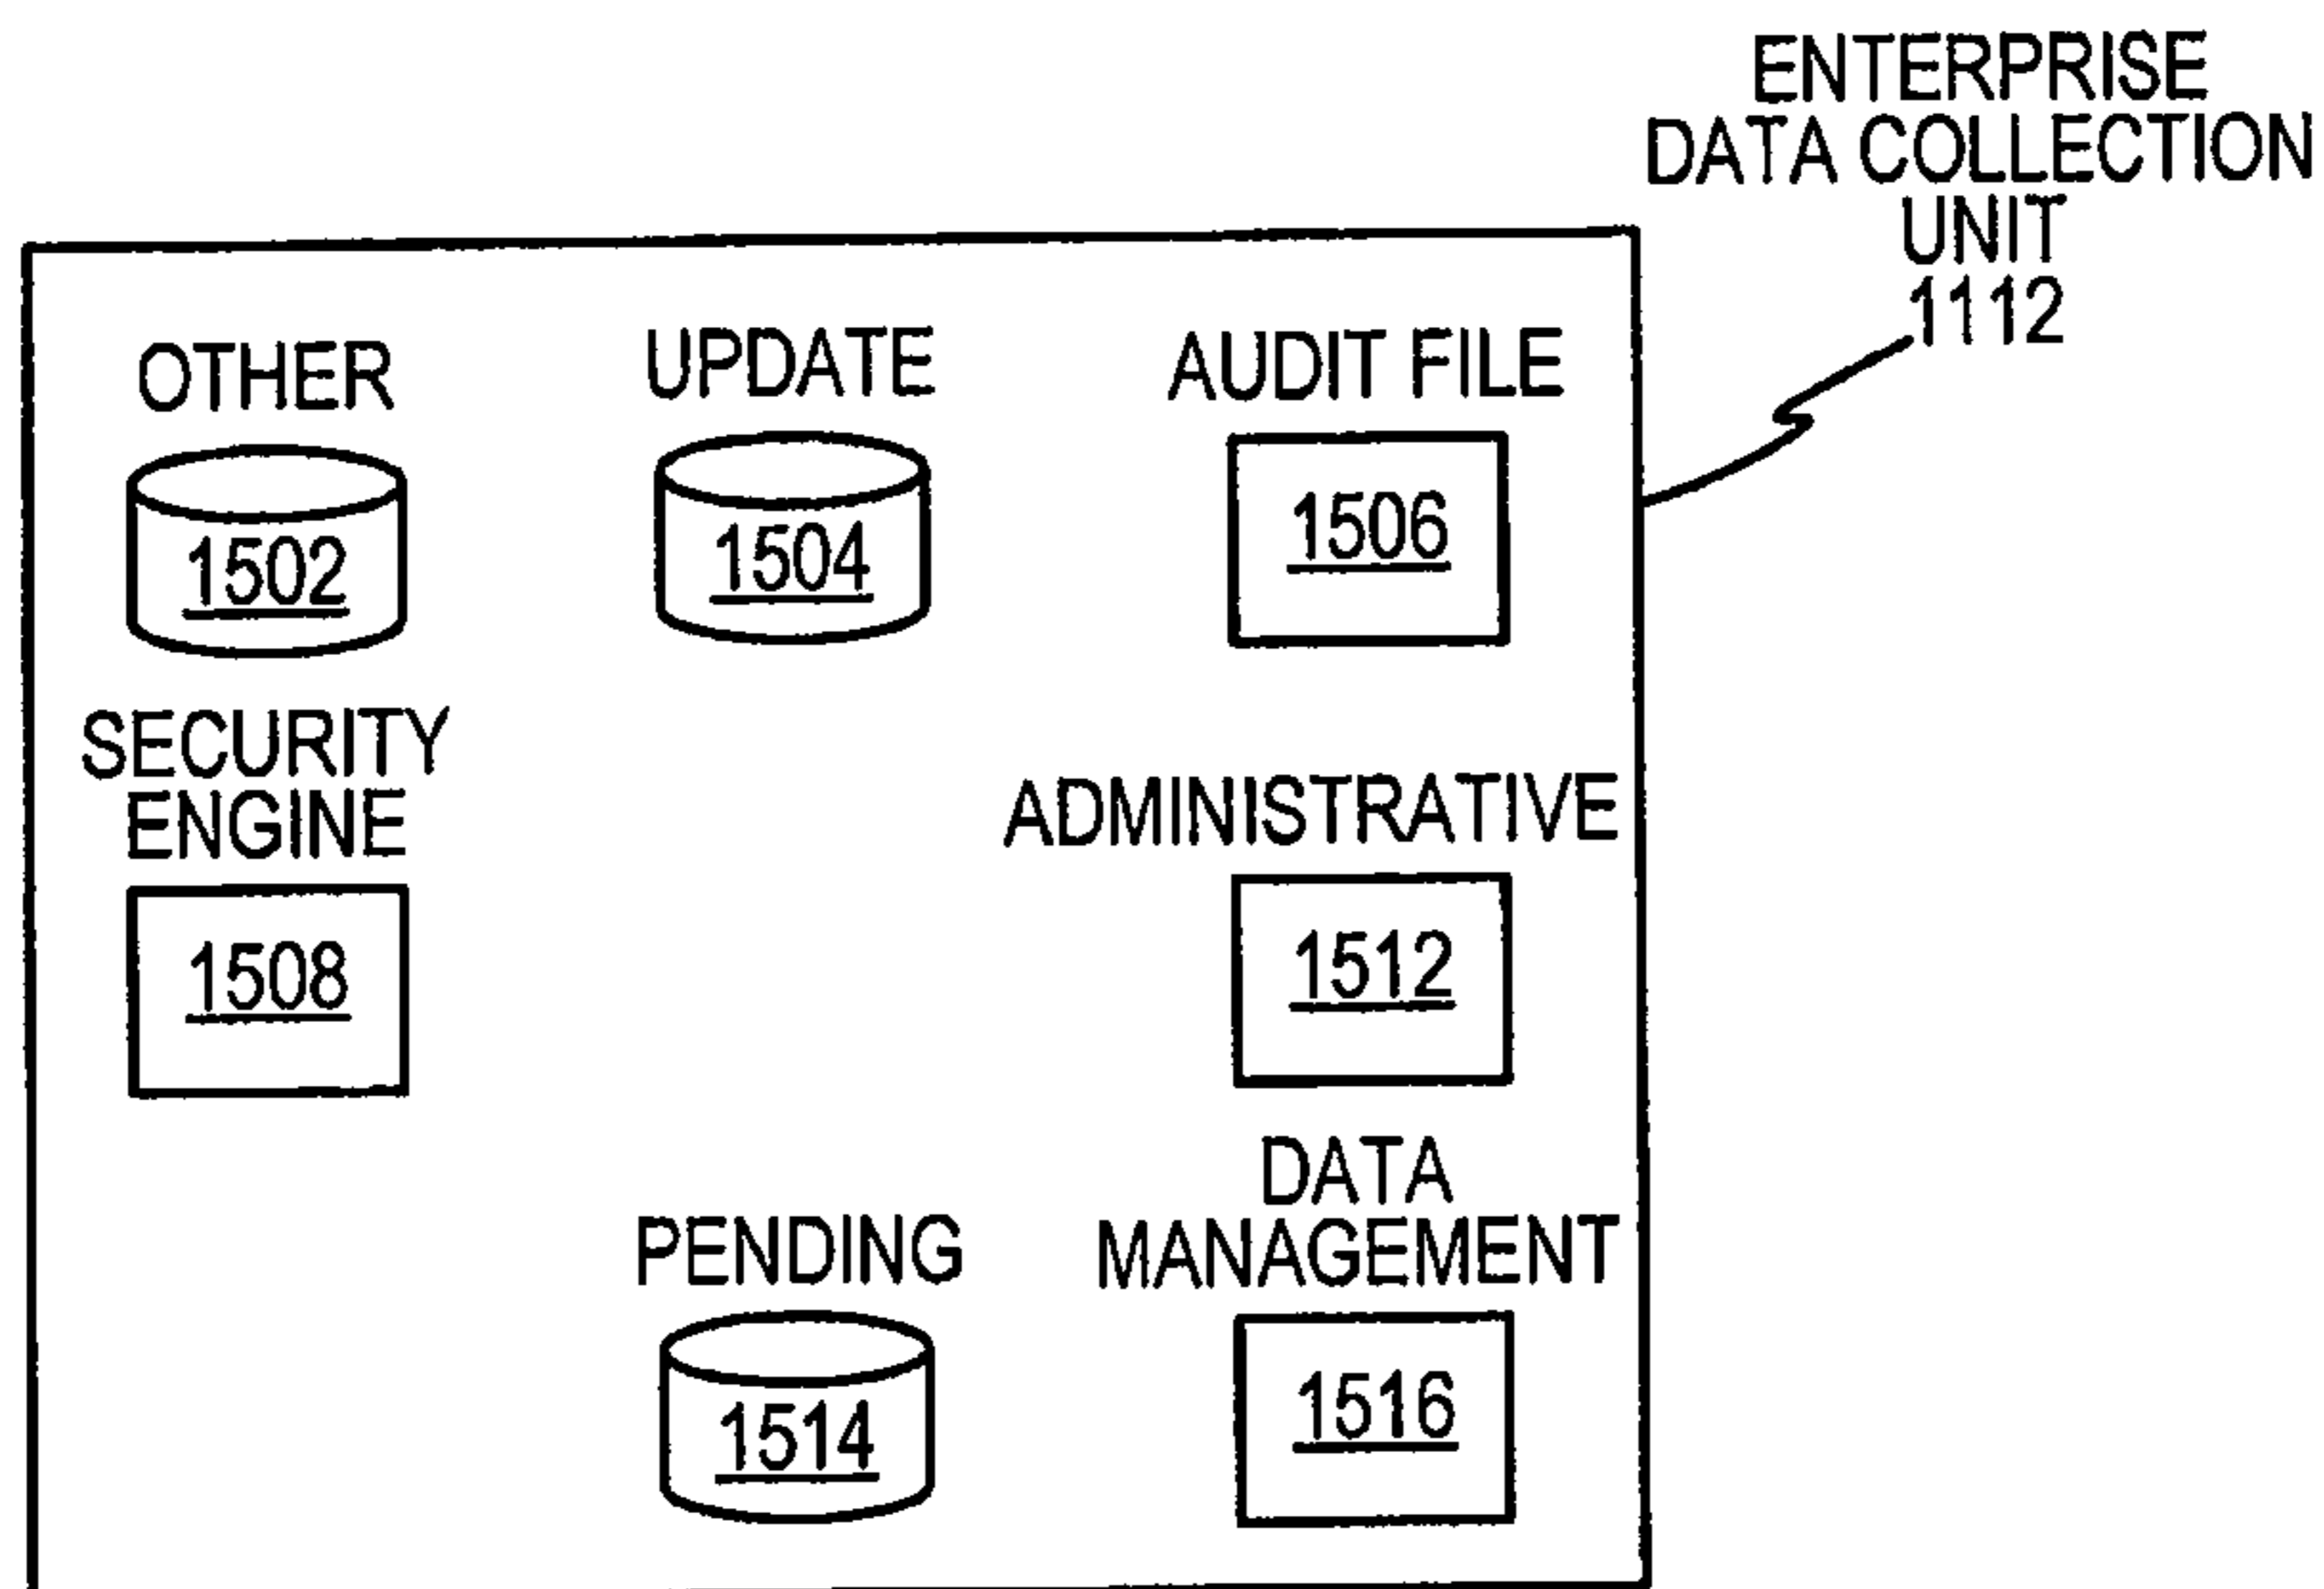 ENTERPRISE
DATA COLLECTION
UNIT
1112
OTHER
1502
UPDATE
1504
AUDIT FILE
1506
SECURITY
ENGINE
1508
ADMINISTRATIVE
1512
PENDING
1514
DATA
MANAGEMENT
1516